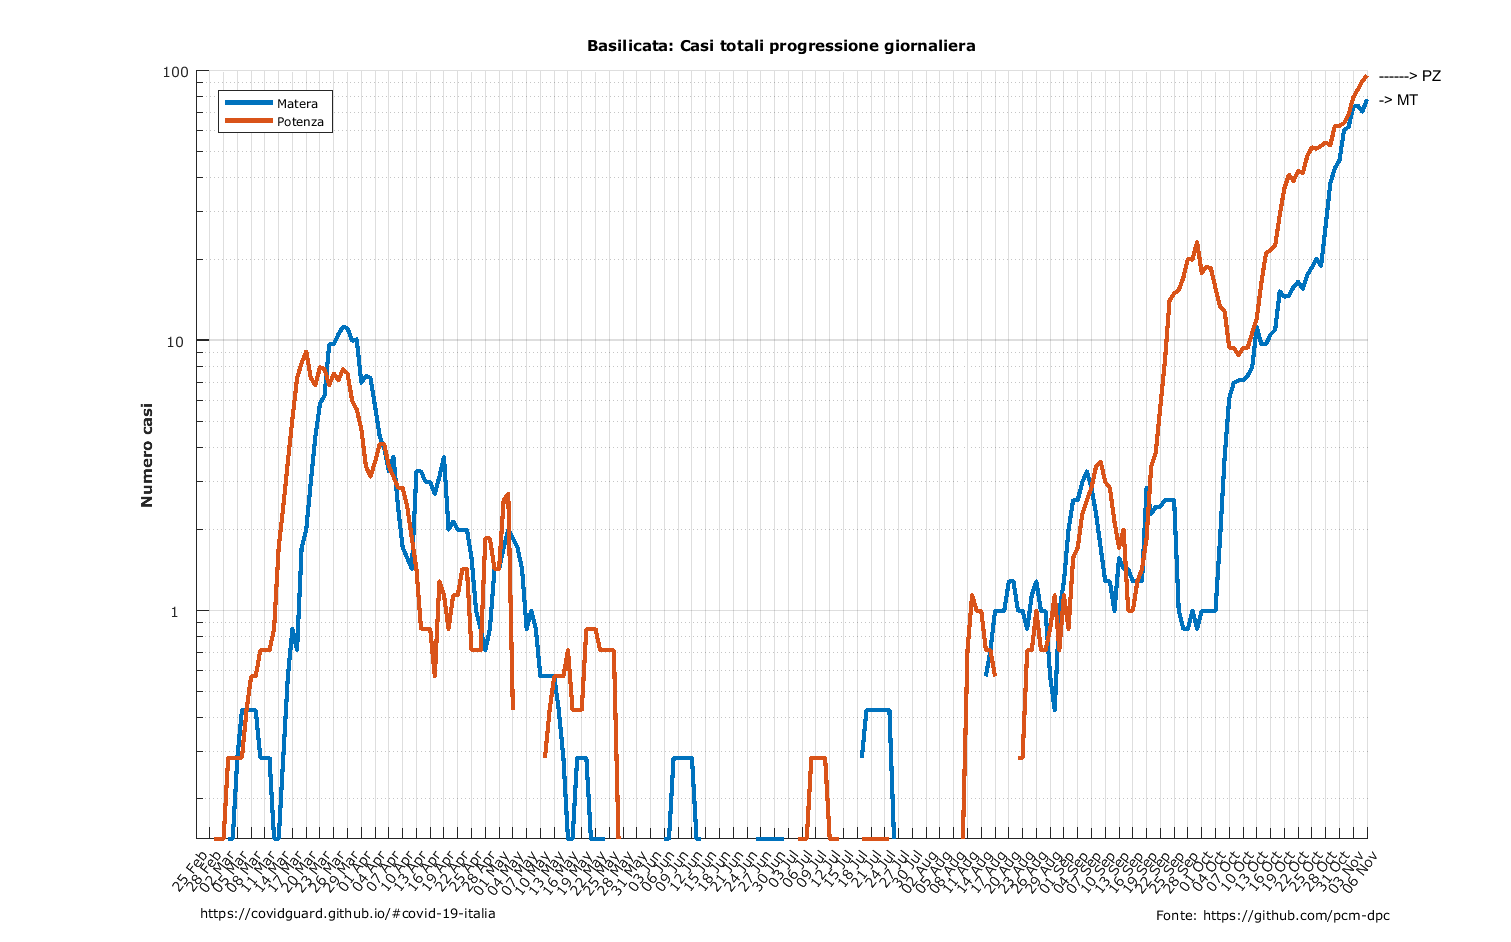 Basilicata: Casi totali progressione giornaliera
100
10
1
Numero casi
Matera
Potenza
------> PZ
-> MT
25 Feb
28 Feb
02 Mar
05 Mar
08 Mar
11 Mar
14 Mar
17 Mar
20 Mar
23 Mar
26 Mar
29 Mar
01 Apr
04 Apr
07 Apr
10 Apr
13 Apr
16 Apr
19 Apr
22 Apr
25 Apr
28 Apr
01 May
04 May
07 May
10 May
13 May
16 May
19 May
22 May
25 May
28 May
31 May
03 Jun
06 Jun
09 Jun
12 Jun
15 Jun
18 Jun
21 Jun
24 Jun
27 Jun
30 Jun
03 Jul
06 Jul
09 Jul
12 Jul
15 Jul
18 Jul
21 Jul
24 Jul
27 Jul
30 Jul
02 Aug
05 Aug
08 Aug
11 Aug
14 Aug
17 Aug
20 Aug
23 Aug
26 Aug
29 Aug
01 Sep
04 Sep
07 Sep
10 Sep
13 Sep
16 Sep
19 Sep
22 Sep
25 Sep
28 Sep
01 Oct
04 Oct
07 Oct
10 Oct
13 Oct
16 Oct
19 Oct
22 Oct
25 Oct
28 Oct
31 Oct
03 Nov
06 Nov
https://covidguard.github.io/#covid-19-italia
Fonte: https://github.com/pcm-dpc